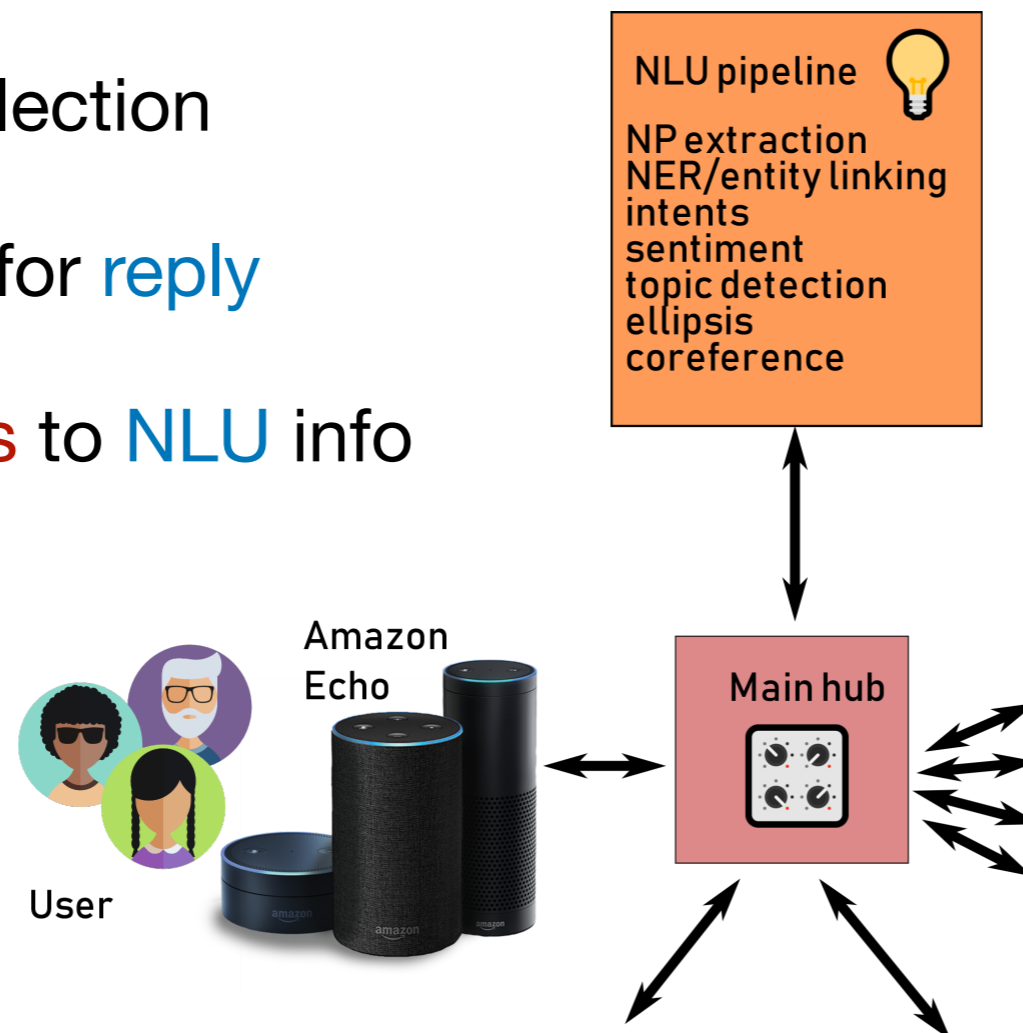 lection
for reply
s to NLU info
NLU pipeline
NP extraction
NER/entity linking
intents
sentiment
topic detection
ellipsis
coreference
Amazon
Echo
Main hub
User
amazon
amazon
amazon